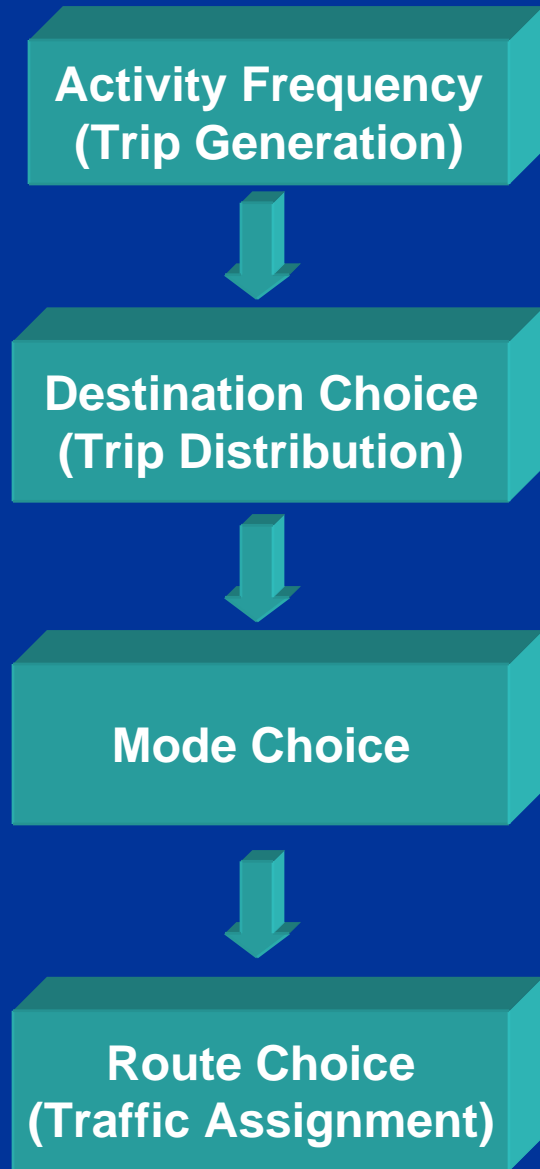 Activity Frequency
(Trip Generation)
Destination Choice
(Trip Distribution)
Mode Choice
Route Choice
(Traffic Assignment)